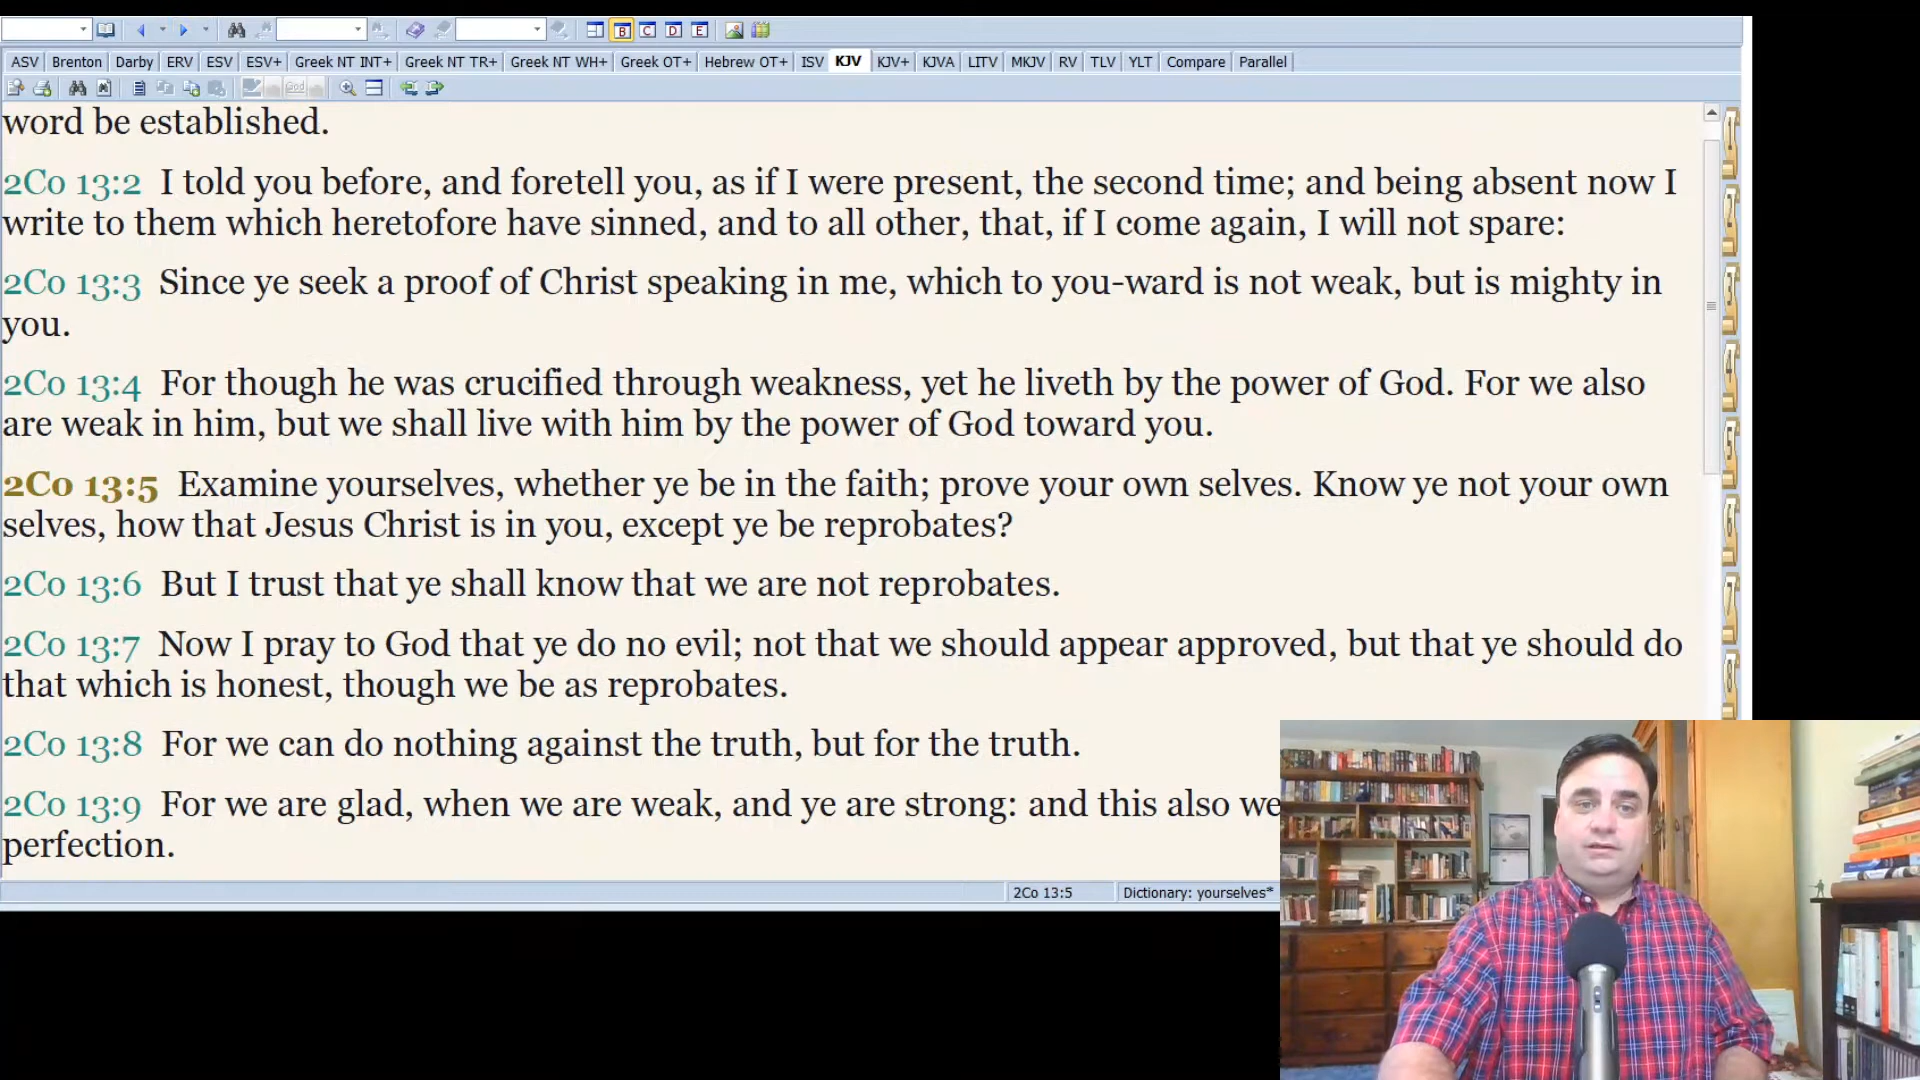 B C D E
ASV Brenton Darby ERV ESV ESV+ Greek NT INT+ Greek NT TR+ Greek NT WH+ Greek OT+ Hebrew OT+ ISV KJV KJV+ KJVA LITV MKJV RV TLV YLT Compare Parallel
God
word be established.
2Co 13:2 I told you before, and foretell you, as if I were present, the second time; and being absent now I
write to them which heretofore have sinned, and to all other, that, if I come again, I will not spare:
2Co 13:3 Since ye seek a proof of Christ speaking in me, which to you-ward is not weak, but is mighty in
you.
2Co 13:4 For though he was crucified through weakness, yet he liveth by the power of God. For we also
are weak in him, but we shall live with him by the power of God toward you.
2Co 13:5 Examine yourselves, whether ye be in the faith; prove your own selves. Know ye not your own
selves, how that Jesus Christ is in you, except ye be reprobates?
2Co 13:6 But I trust that ye shall know that we are not reprobates.
2Co 13:7 Now I pray to God that ye do no evil; not that we should appear approved, but that ye should do
that which is honest, though we be as reprobates.
2Co 13:8 For we can do nothing against the truth, but for the truth.
2Co 13:9 For we are glad, when we are weak, and ye are strong: and this also we
perfection.
1
2
3
4
5
6
7
8
2Co 13:5 Dictionary: yourselves*